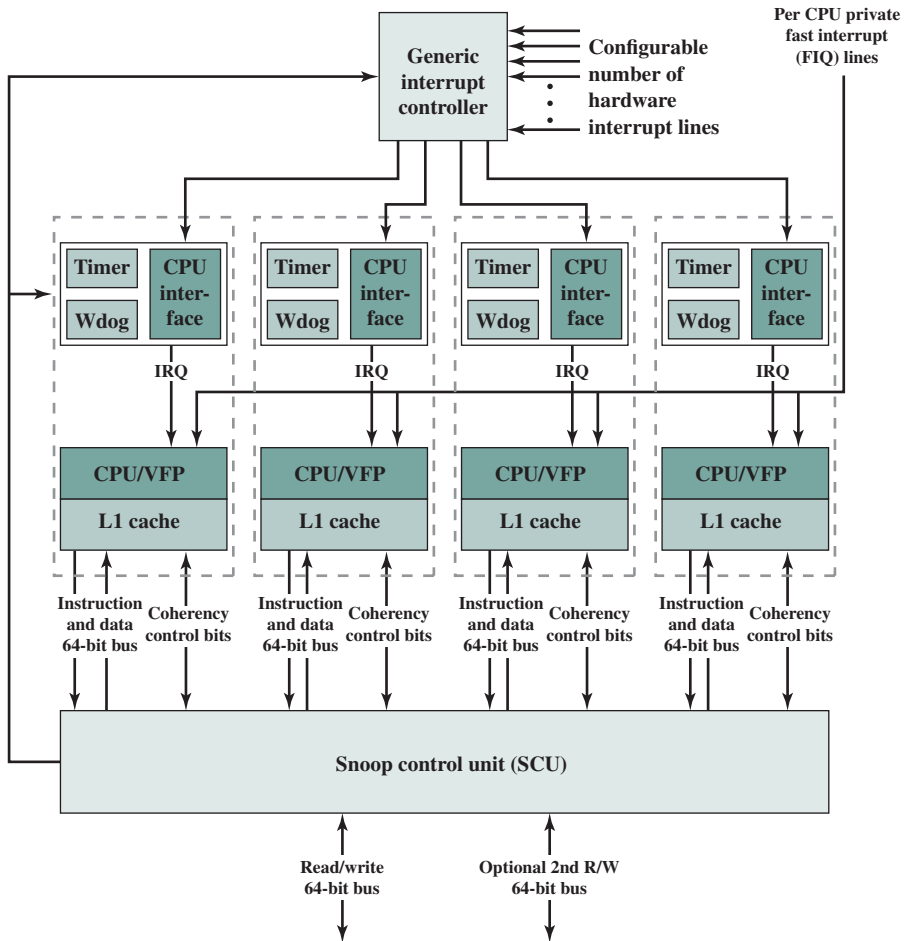 Per CPU private
fast interrupt
(FIQ) lines
Generic
interrupt
controller
Configurable
number of
hardware
interrupt lines
Timer
Wdog
CPU
inter-
face
Timer
Wdog
CPU
inter-
face
Timer
Wdog
CPU
inter-
face
Timer
Wdog
CPU
inter-
face
IRQ
IRQ
IRQ
IRQ
CPU/VFP
L1 cache
CPU/VFP
L1 cache
CPU/VFP
L1 cache
CPU/VFP
L1 cache
Instruction
and data
64-bit bus
Coherency
control bits
Instruction
and data
64-bit bus
Coherency
control bits
Instruction
and data
64-bit bus
Coherency
control bits
Instruction
and data
64-bit bus
Coherency
control bits
Snoop control unit (SCU)
Read/write
64-bit bus
Optional 2nd R/W
64-bit bus